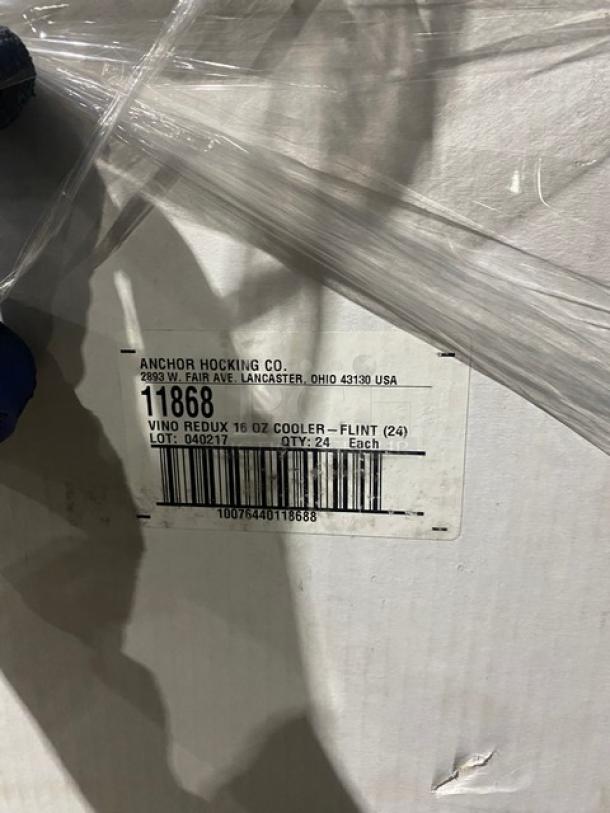 ANCHOR HOCKING CO.
2893 W. FAIR AVE. LANCASTER, OHIO 43130 USA
11868
VINO REDUX 16 OZ COOLER–FLINT (24)
LOT: 040217 QTY: 24 Each
10076440118688